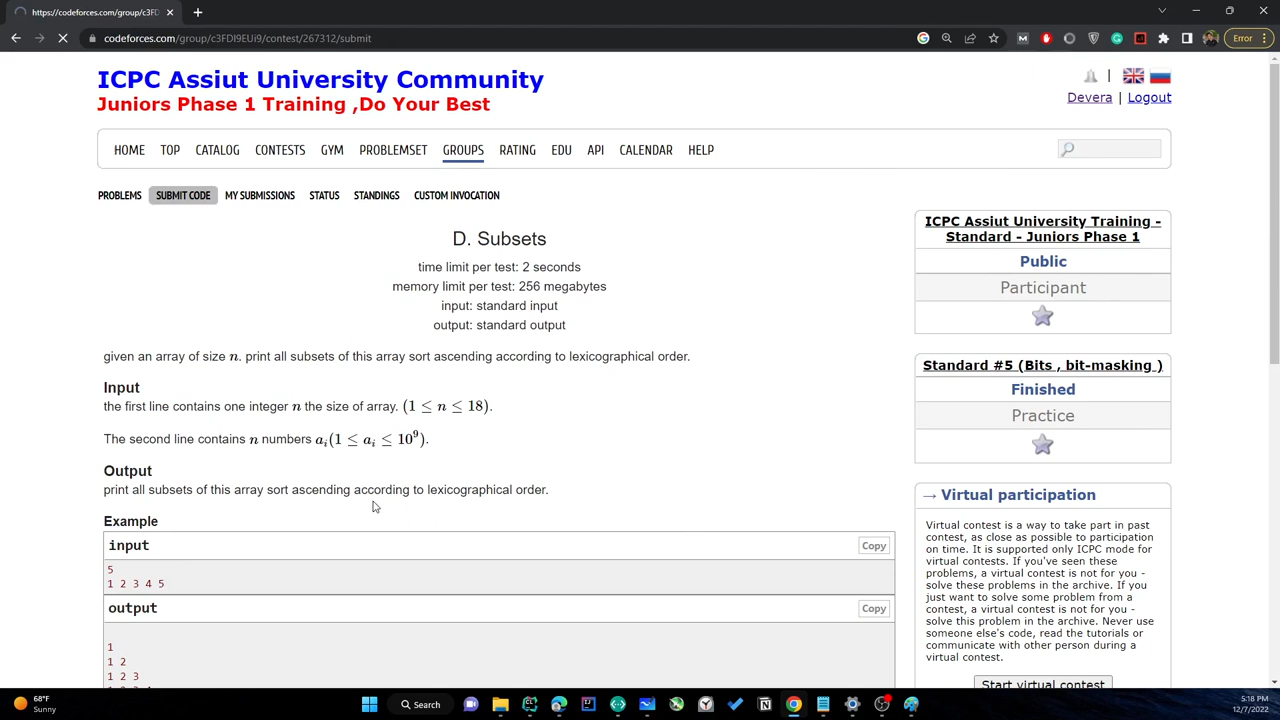 https://codeforces.com/group/c3FD
codeforces.com/group/c3FDl9EUi9/contest/267312/submit
Error
ICPC Assiut University Community
Juniors Phase 1 Training ,Do Your Best
Devera | Logout
HOME TOP CATALOG CONTESTS GYM PROBLEMSET GROUPS RATING EDU API CALENDAR HELP
PROBLEMS SUBMIT CODE MY SUBMISSIONS STATUS STANDINGS CUSTOM INVOCATION
D. Subsets
time limit per test: 2 seconds
memory limit per test: 256 megabytes
input: standard input
output: standard output
given an array of size n. print all subsets of this array sort ascending according to lexicographical order.
Input
the first line contains one integer n the size of array. (1 ≤ n ≤ 18).
The second line contains n numbers aᵢ(1 ≤ aᵢ ≤ 10⁹).
Output
print all subsets of this array sort ascending according to lexicographical order.
Example
input
Copy
5
1 2 3 4 5
output
Copy
1
1 2
1 2 3
ICPC Assiut University Training -
Standard - Juniors Phase 1
Public
Participant
Standard #5 (Bits , bit-masking )
Finished
Practice
→ Virtual participation
Virtual contest is a way to take part in past
contest, as close as possible to participation
on time. It is supported only ICPC mode for
virtual contests. If you've seen these
problems, a virtual contest is not for you -
solve these problems in the archive. If you
just want to solve some problem from a
contest, a virtual contest is not for you -
solve this problem in the archive. Never use
someone else's code, read the tutorials or
communicate with other person during a
virtual contest.
Start virtual contest
68°F
Sunny
Search
5:18 PM
12/7/2022